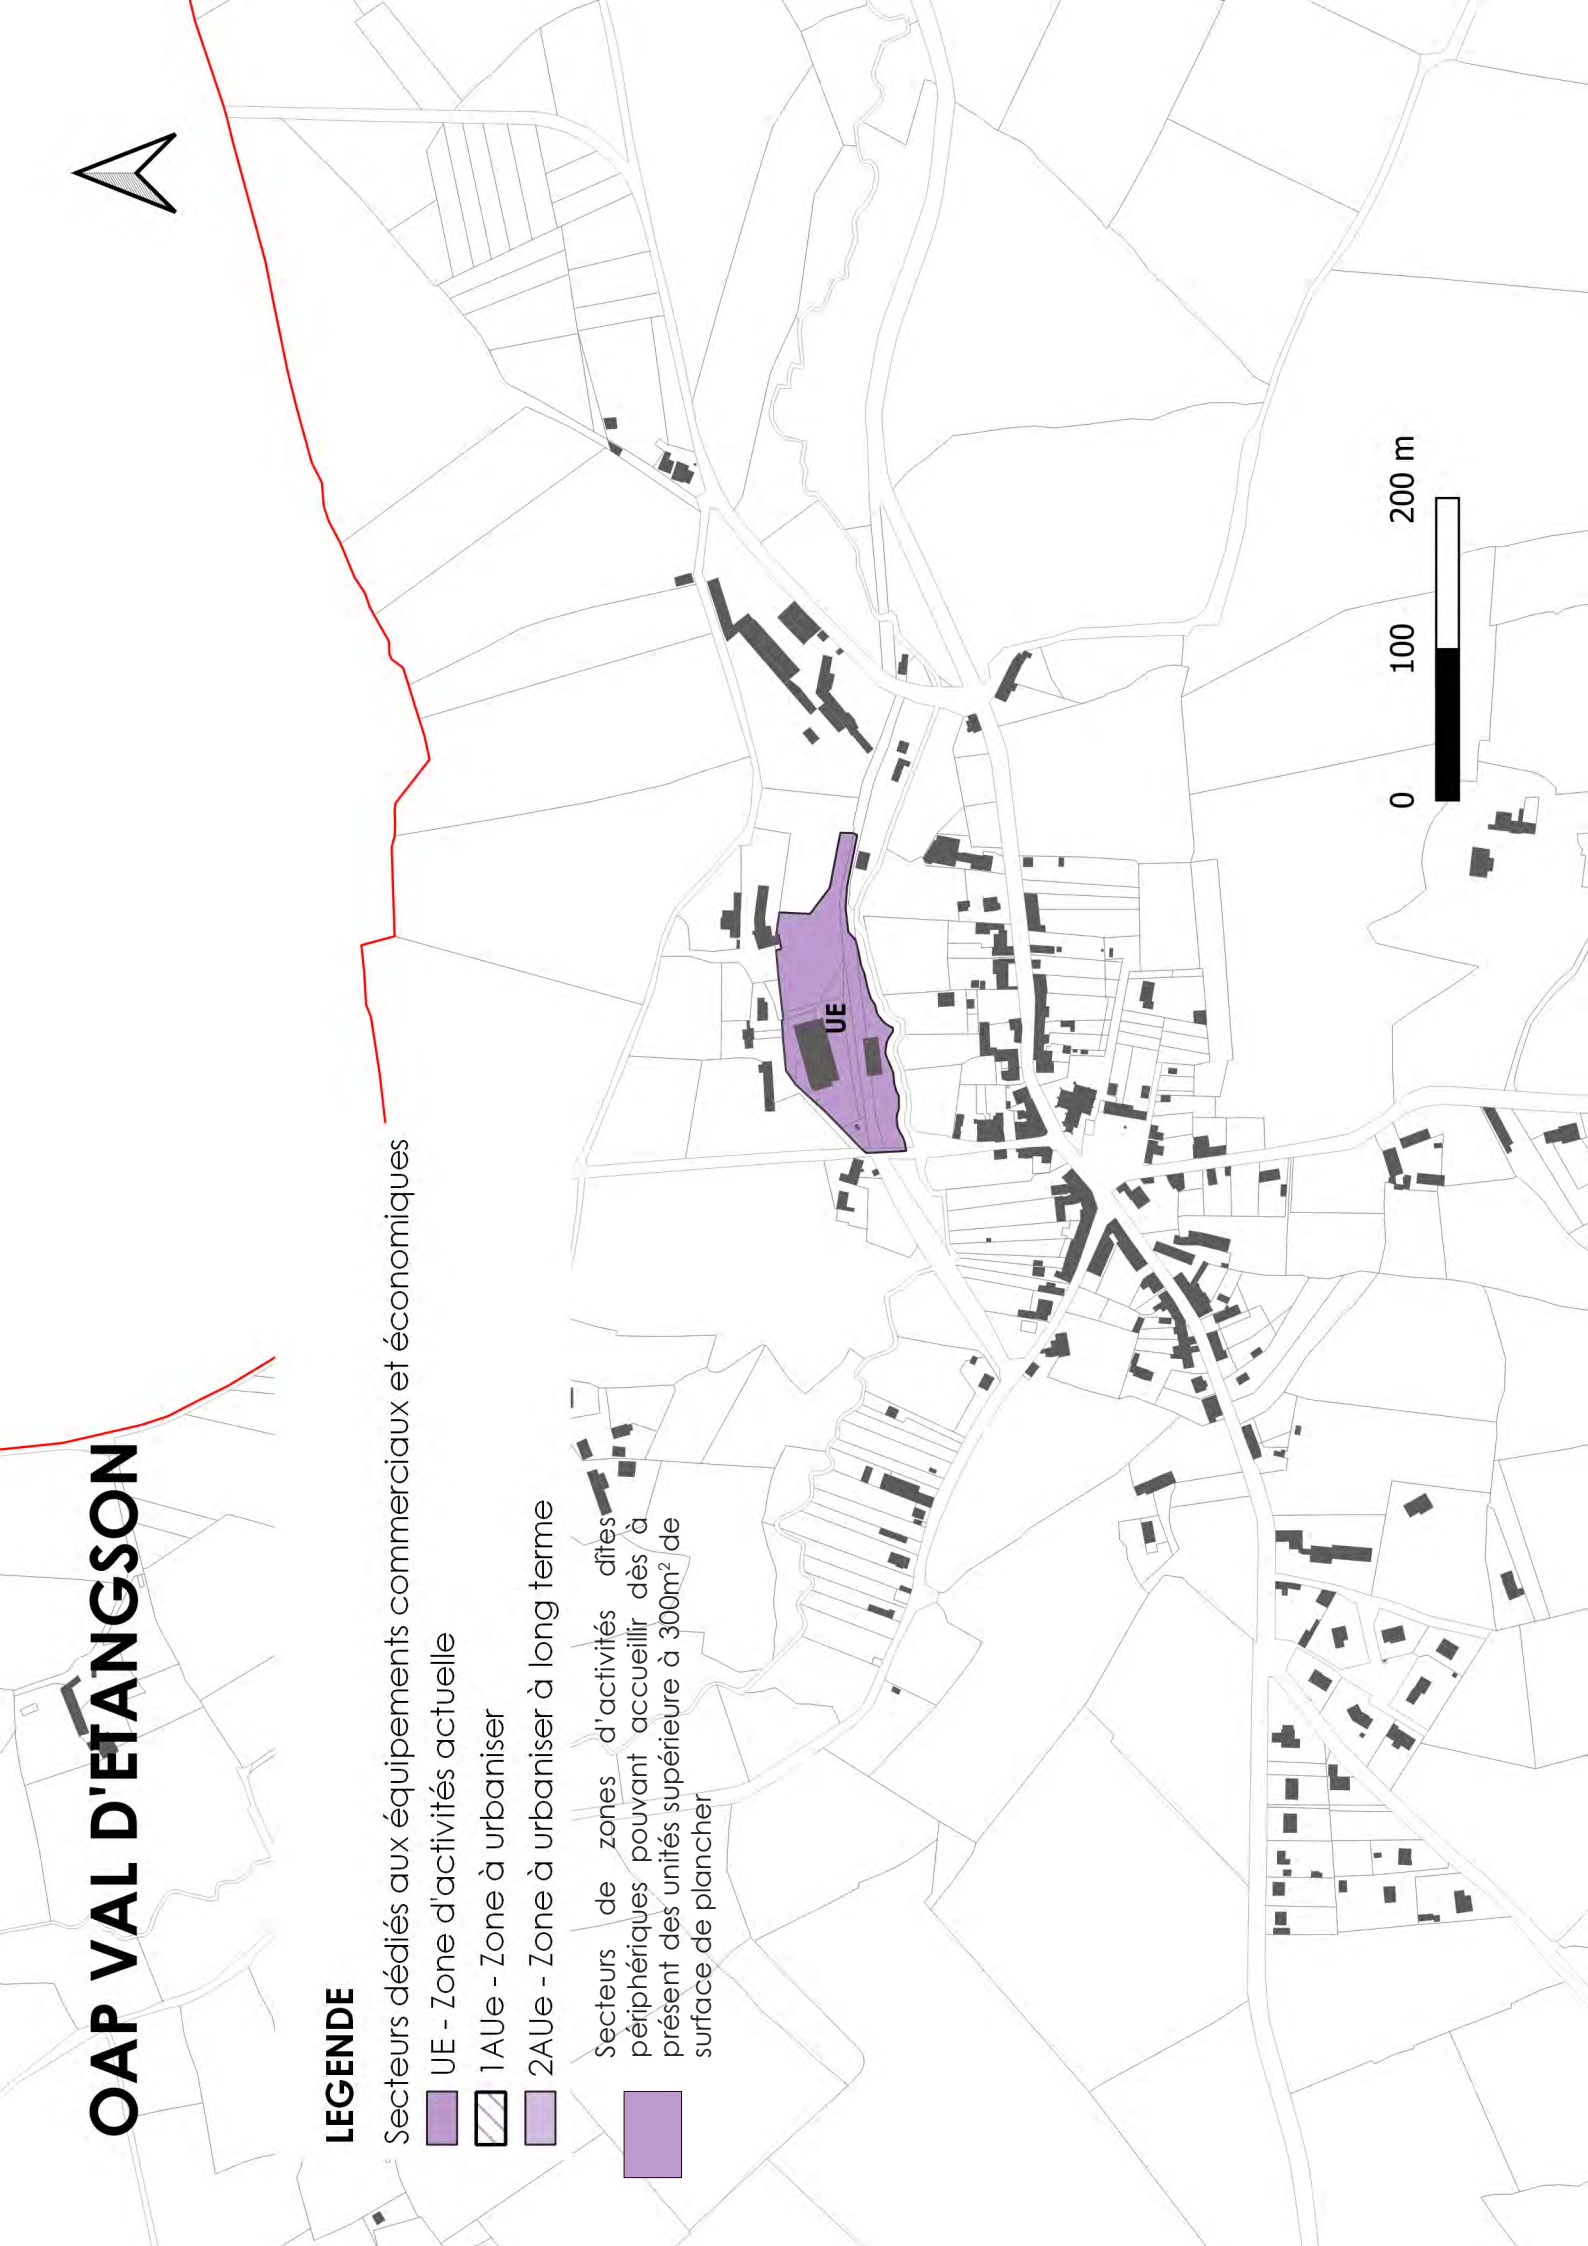 OAP VAL D'ETANGSON
LEGENDE
Secteurs dédiés aux équipements commerciaux et économiques
UE - Zone d'activités actuelle
1AUe - Zone à urbaniser
2AUe - Zone à urbaniser à long terme
Secteurs de zones d'activités dîtes
périphériques pouvant accueillir dès à
présent des unités supérieure à 300m² de
surface de plancher
UE
0 100 200 m